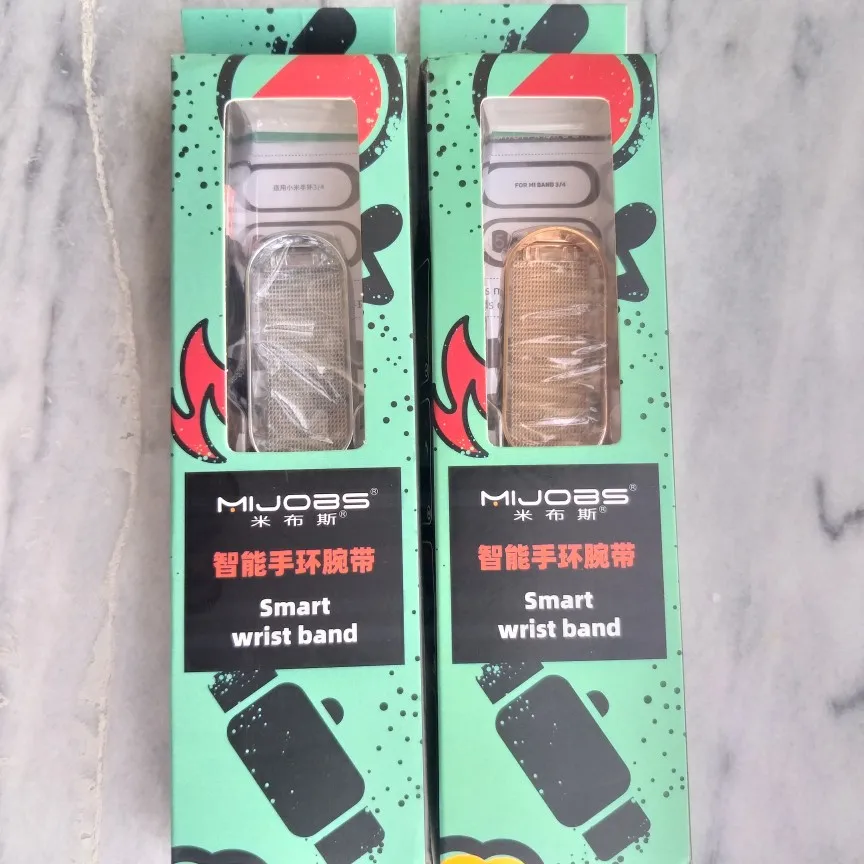 适用小米手环3/4
MIJOBS®
米布斯®
智能手环腕带
Smart
wrist band
FOR MI BAND 3/4
MIJOBS®
米布斯®
智能手环腕带
Smart
wrist band